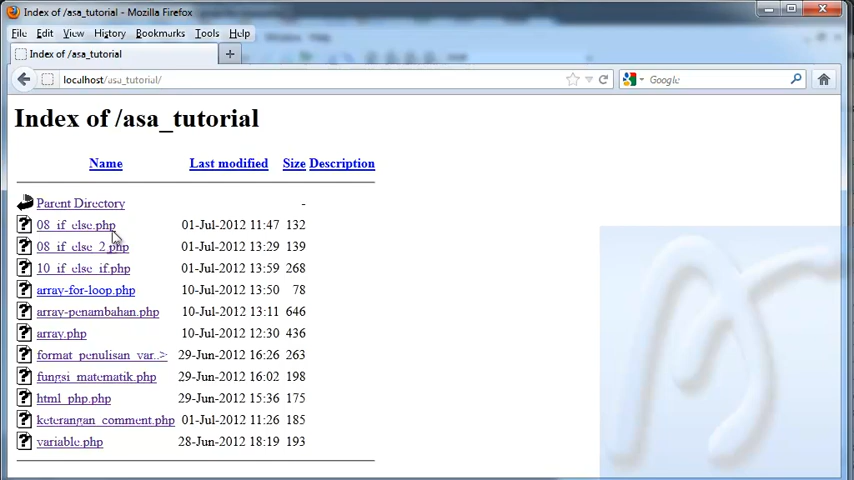 Index of /asa_tutorial - Mozilla Firefox
File Edit View History Bookmarks Tools Help
Index of /asa_tutorial
localhost/asa_tutorial/
Google
Index of /asa_tutorial
Name Last modified Size Description
Parent Directory -
08_if_else.php 01-Jul-2012 11:47 132
08_if_else_2.php 01-Jul-2012 13:29 139
10_if_else_if.php 01-Jul-2012 13:59 268
array-for-loop.php 10-Jul-2012 13:50 78
array-penambahan.php 10-Jul-2012 13:11 646
array.php 10-Jul-2012 12:30 436
format_penulisan_var..> 29-Jun-2012 16:26 263
fungsi_matematik.php 29-Jun-2012 16:02 198
html_php.php 29-Jun-2012 15:36 175
keterangan_comment.php 01-Jul-2012 11:26 185
variable.php 28-Jun-2012 18:19 193